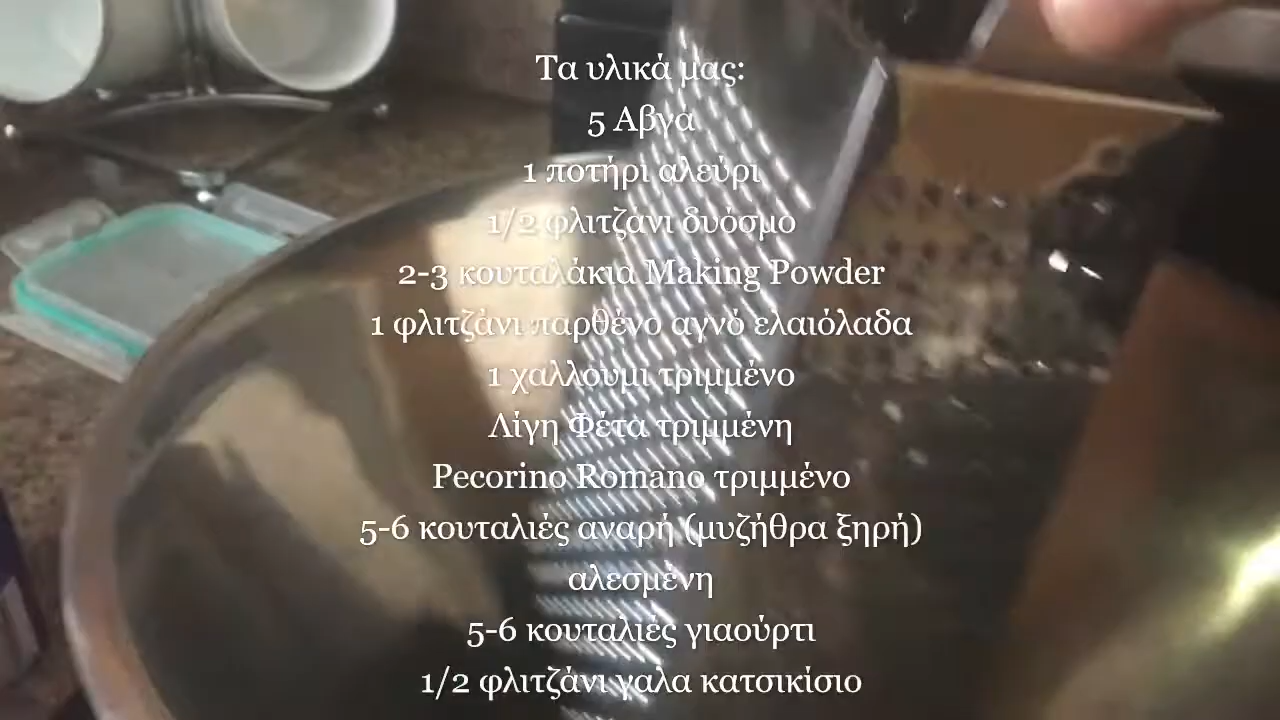 Τα υλικά μας:
5 Αβγά
1 ποτήρι αλεύρι
1/2 φλιτζάνι δυόσμο
2-3 κουταλάκια Making Powder
1 φλιτζάνι παρθένο αγνό ελαιόλαδα
1 χαλλούμι τριμμένο
Λίγη Φέτα τριμμένη
Pecorino Romano τριμμένο
5-6 κουταλιές αναρή (μυζήθρα ξηρή)
αλεσμένη
5-6 κουταλιές γιαούρτι
1/2 φλιτζάνι γαλα κατσικίσιο